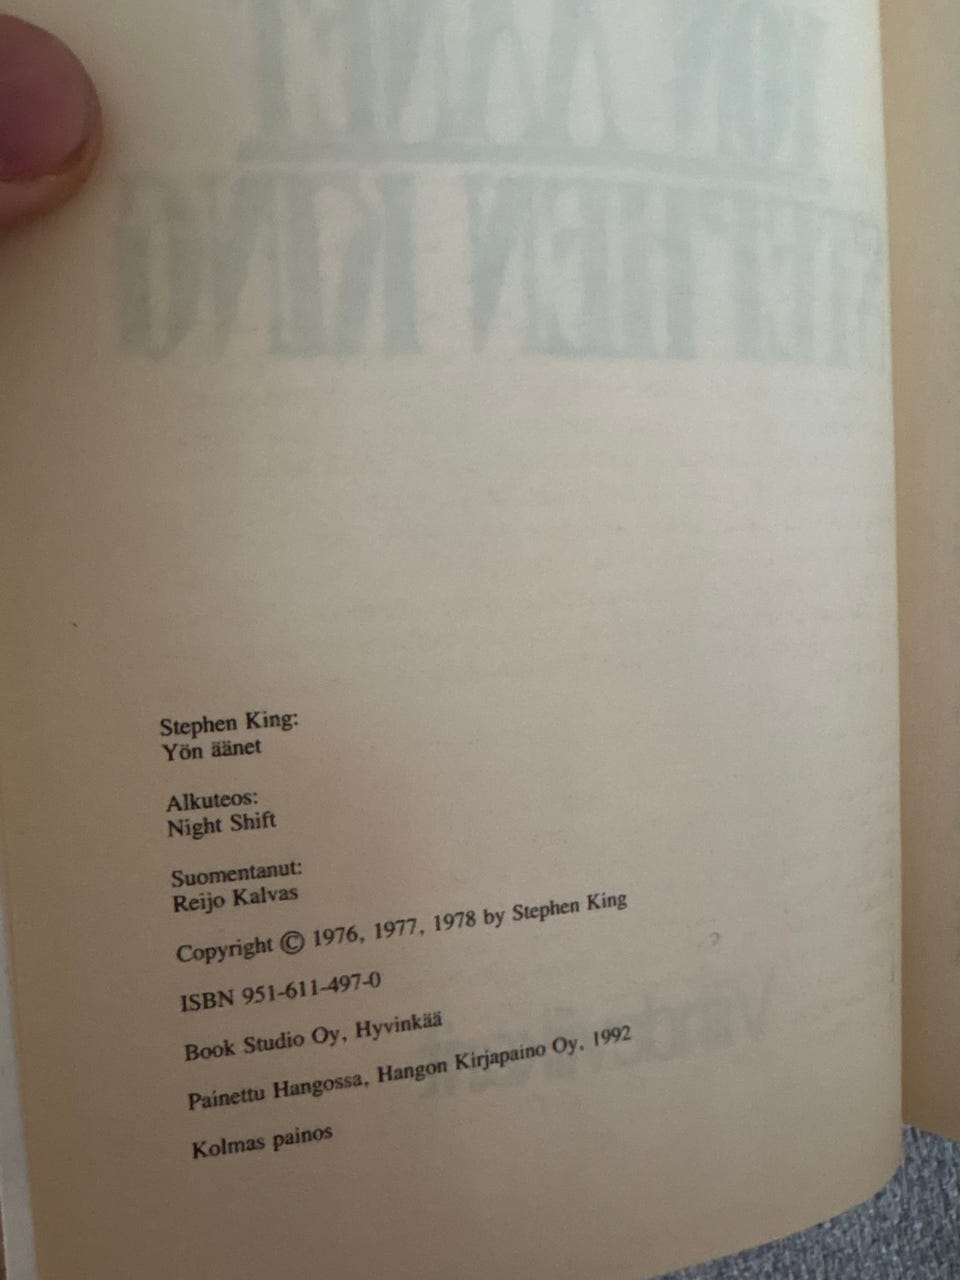 Stephen King:
Yön äänet
Alkuteos:
Night Shift
Suomentanut:
Reijo Kalvas
Copyright © 1976, 1977, 1978 by Stephen King
ISBN 951-611-497-0
Book Studio Oy, Hyvinkää
Painettu Hangossa, Hangon Kirjapaino Oy, 1992
Kolmas painos